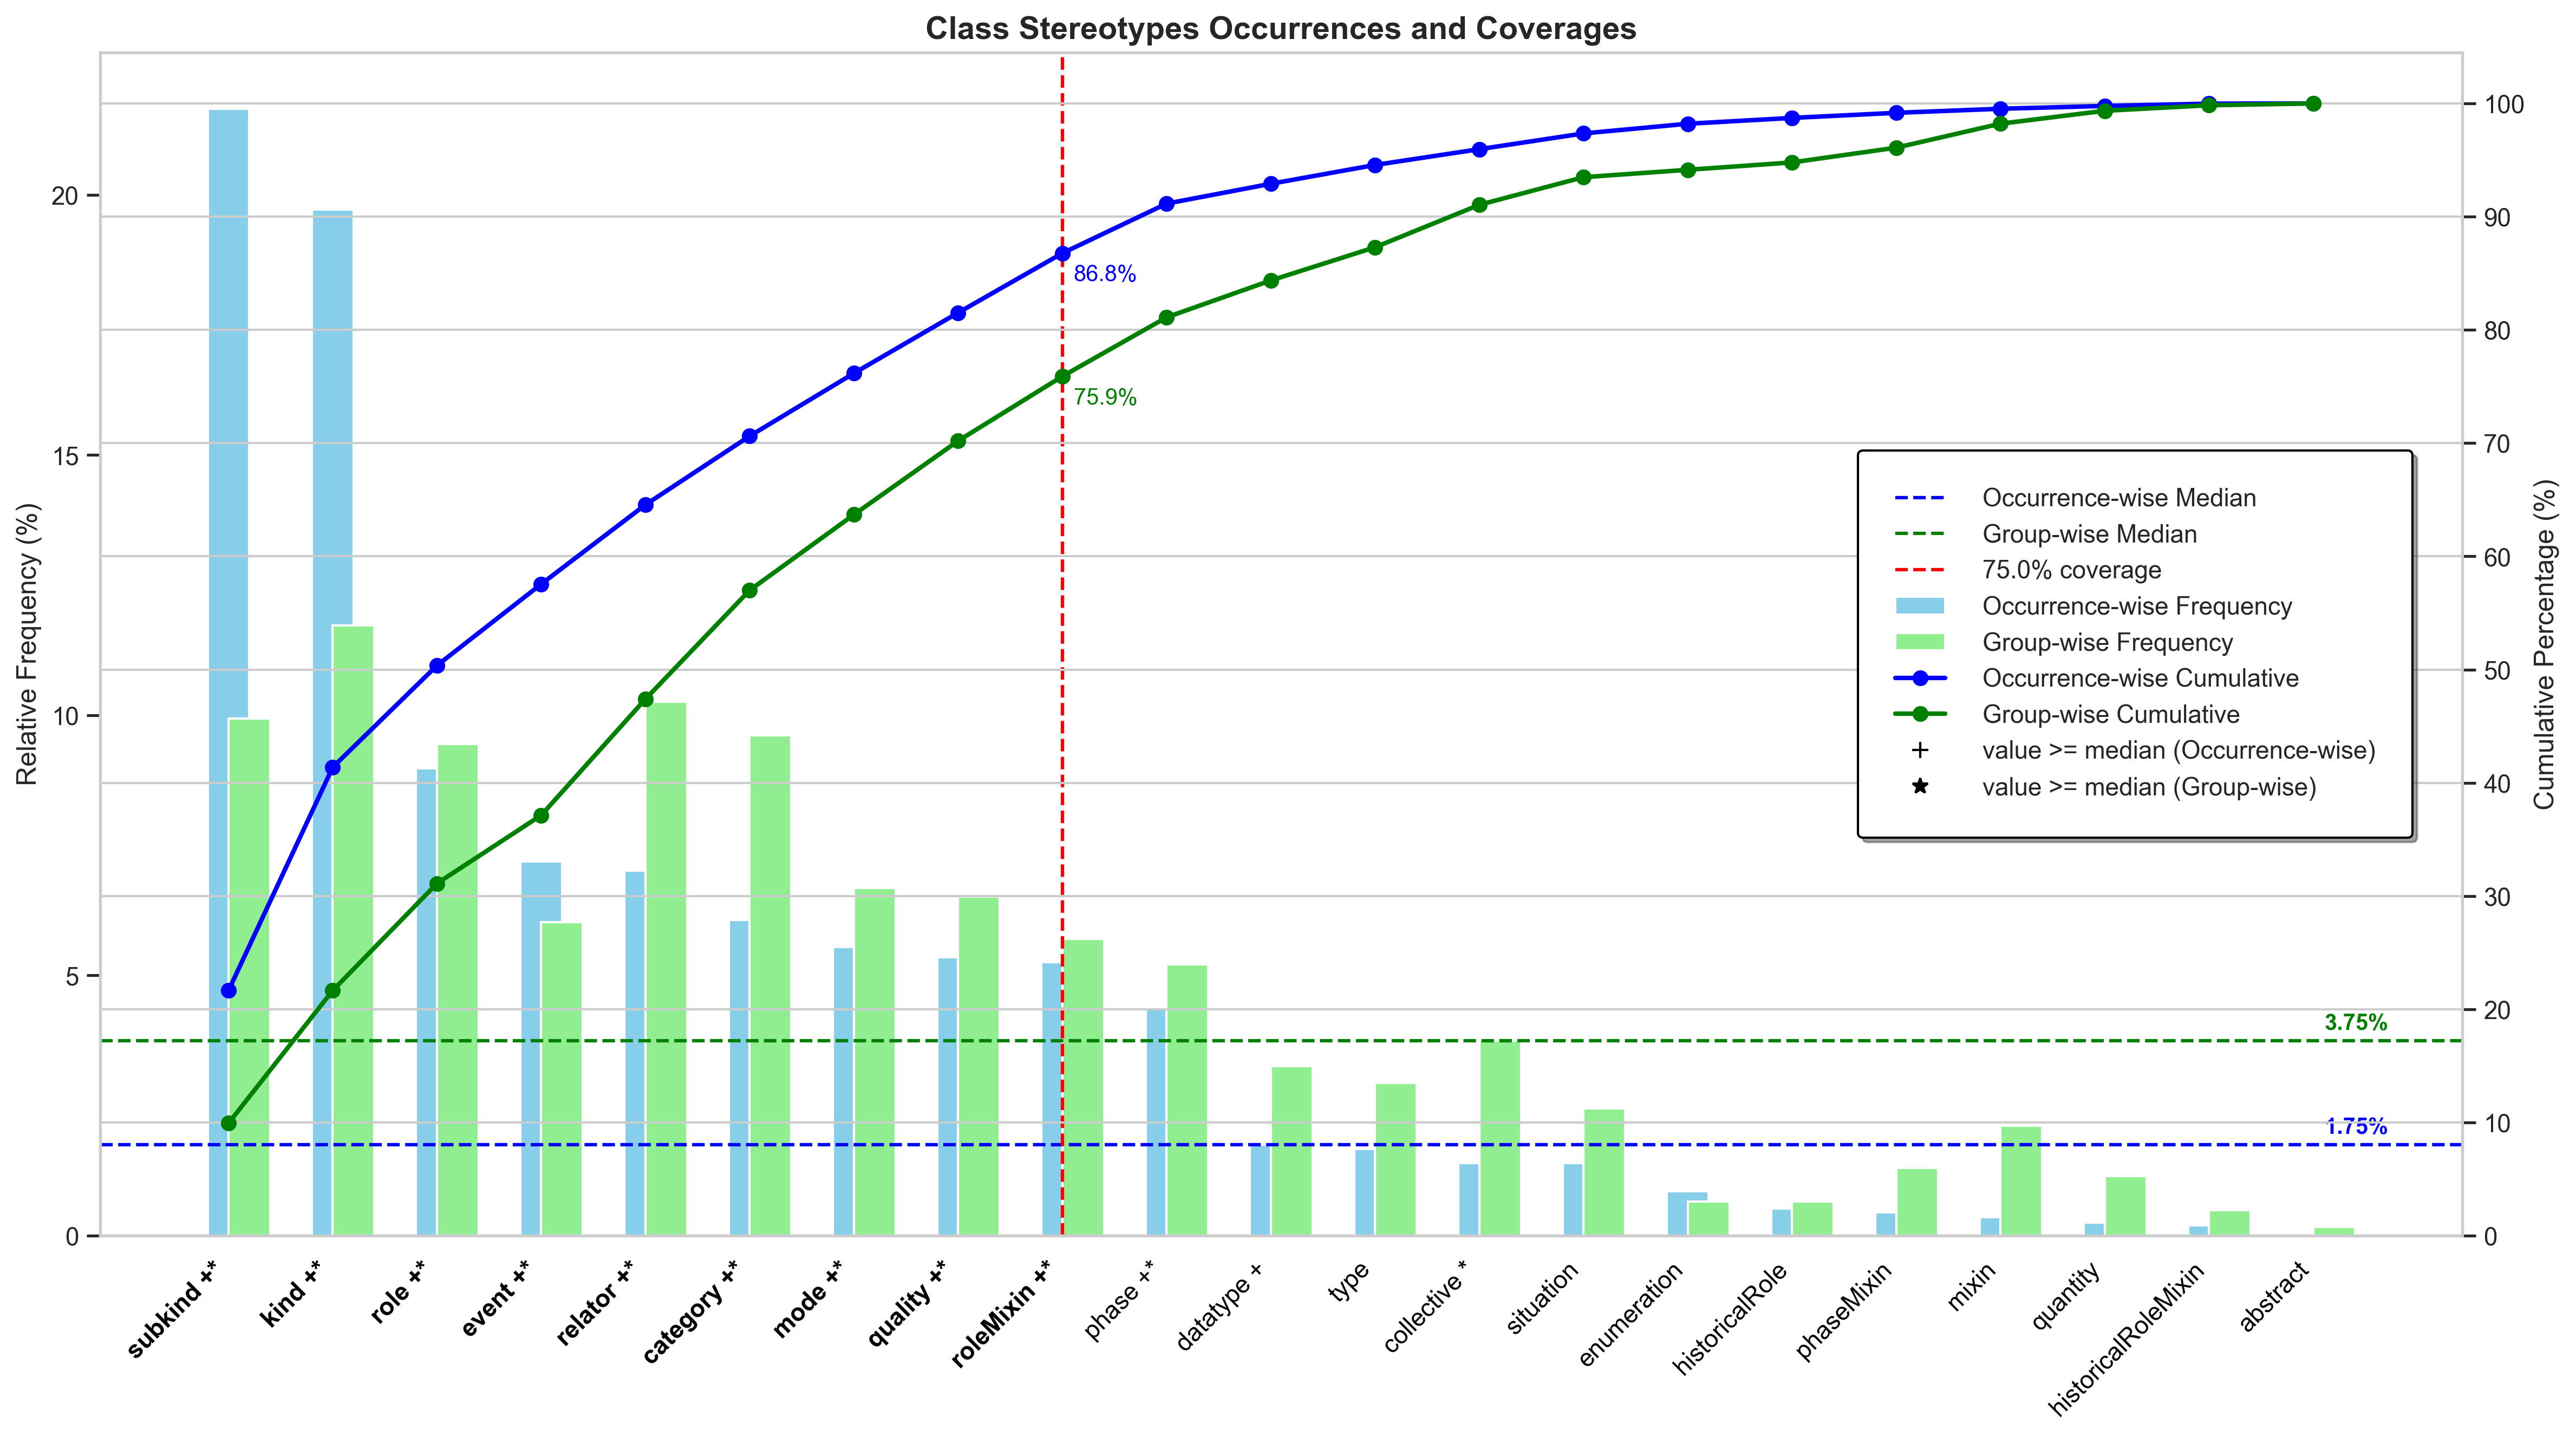 Class Stereotypes Occurrences and Coverages
Relative Frequency (%)
20
15
10
5
0
100
90
80
70
60
50
40
30
20
10
0
Cumulative Percentage (%)
86.8%
75.9%
3.75%
1.75%
Occurrence-wise Median
Group-wise Median
75.0% coverage
Occurrence-wise Frequency
Group-wise Frequency
Occurrence-wise Cumulative
Group-wise Cumulative
value >= median (Occurrence-wise)
value >= median (Group-wise)
subkind +*
kind +*
role +*
event +*
relator +*
category +*
mode +*
quality +*
roleMixin +*
phase +*
datatype +
type
collective *
situation
enumeration
historicalRole
phaseMixin
mixin
quantity
historicalRoleMixin
abstract